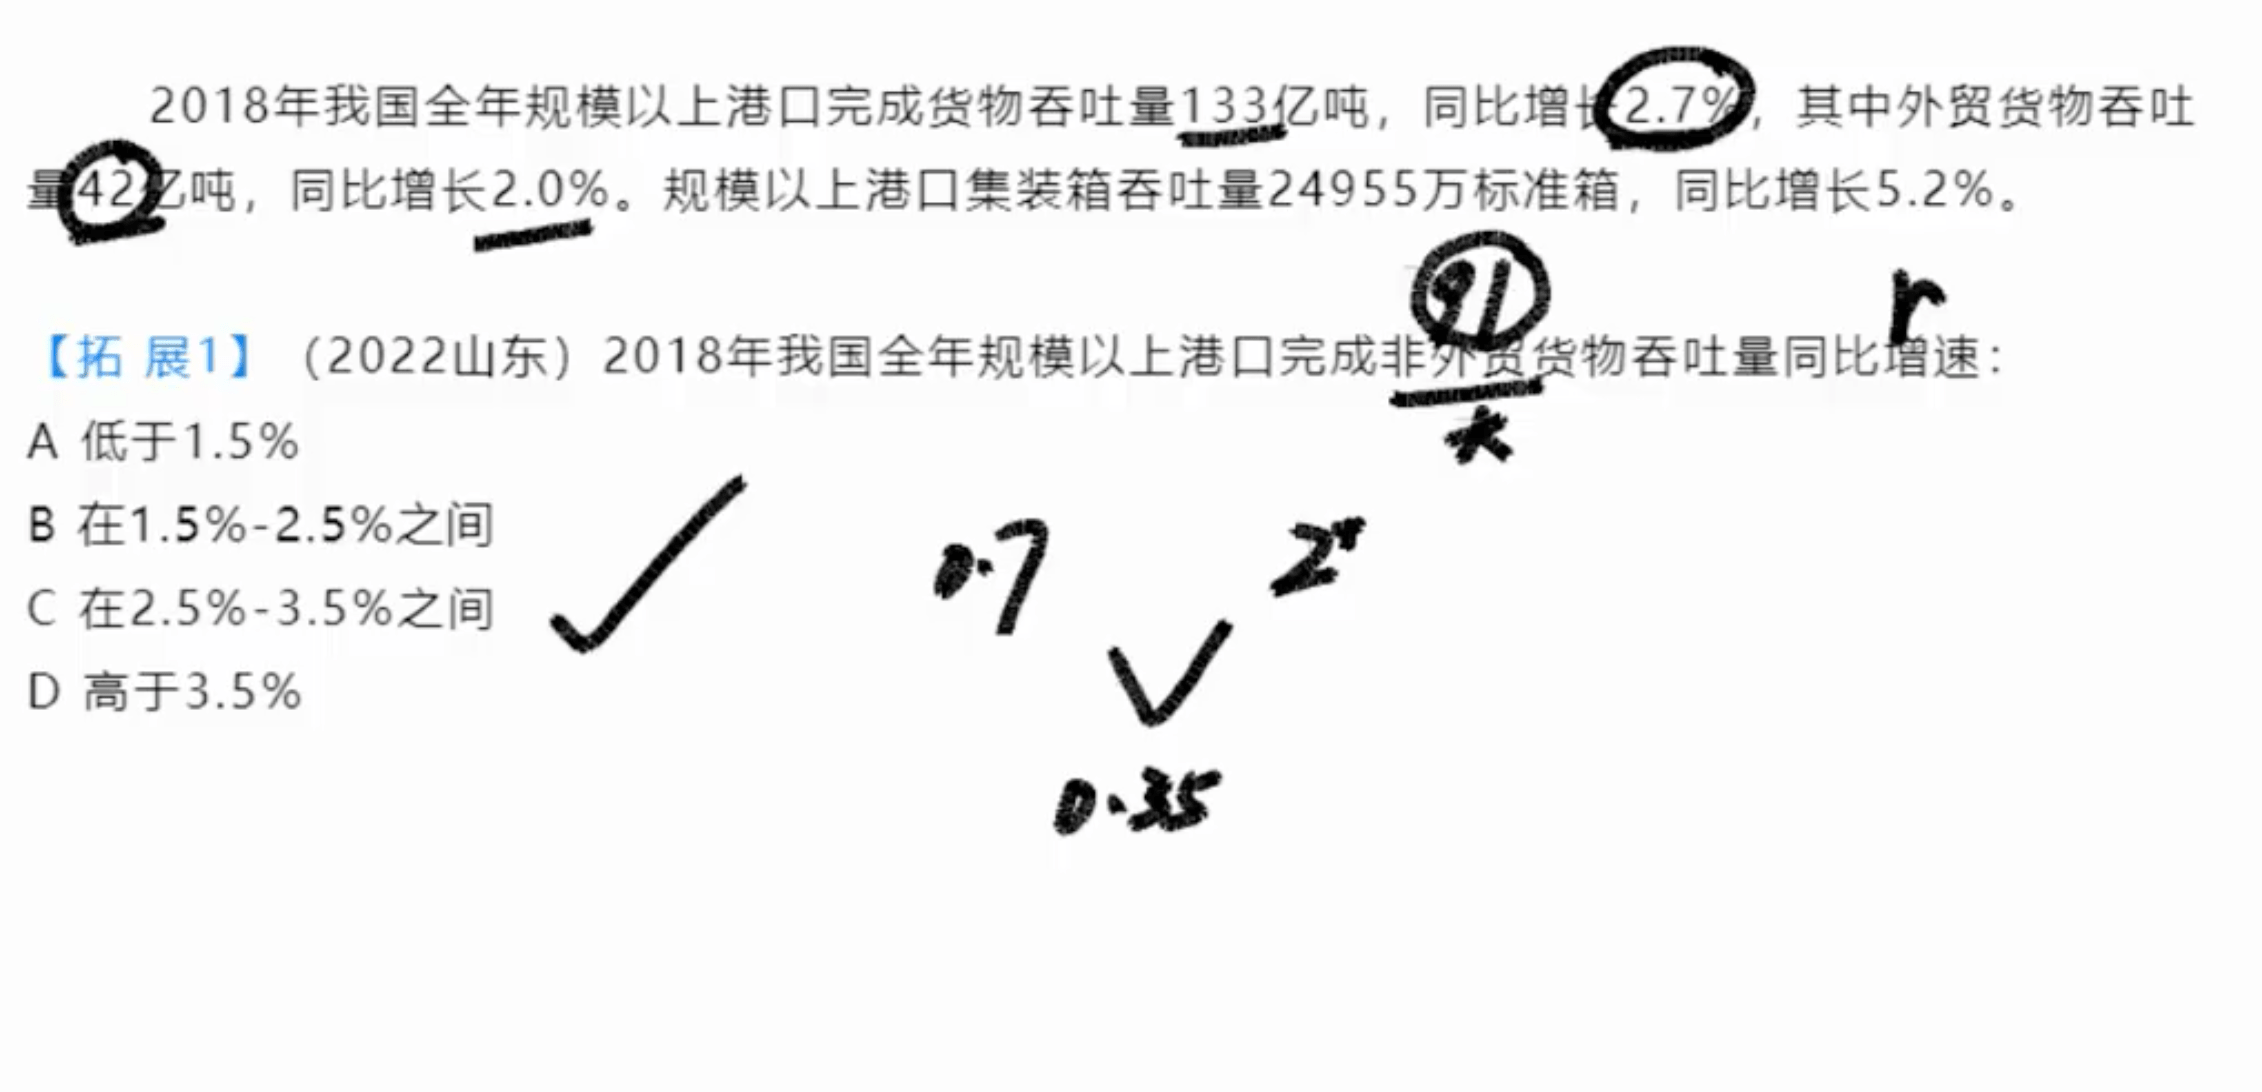 2018年我国全年规模以上港口完成货物吞吐量133亿吨，同比增长2.7%，其中外贸货物吞吐
量42亿吨，同比增长2.0%。规模以上港口集装箱吞吐量24955万标准箱，同比增长5.2%。
91
r
【拓 展1】（2022山东）2018年我国全年规模以上港口完成非外贸货物吞吐量同比增速：
A 低于1.5%
B 在1.5%-2.5%之间
0.7 2+
C 在2.5%-3.5%之间
D 高于3.5%
0.35